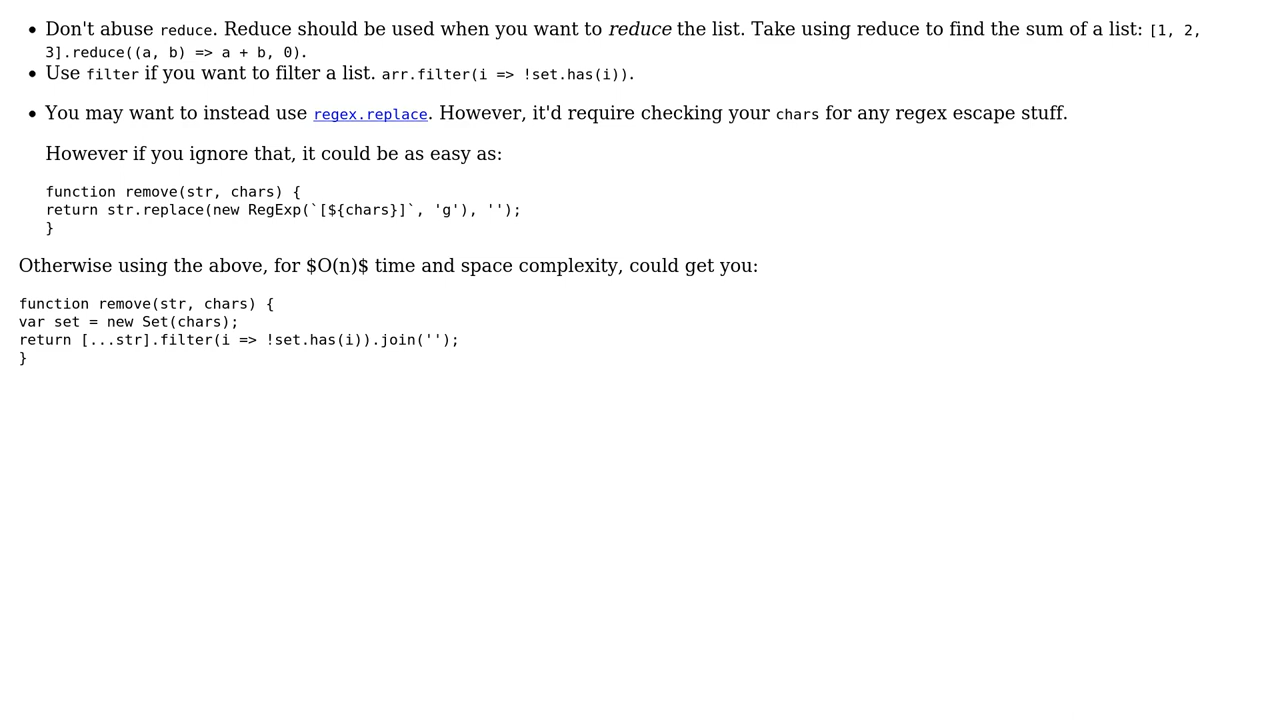 • Don't abuse reduce. Reduce should be used when you want to reduce the list. Take using reduce to find the sum of a list: [1, 2,
3].reduce((a, b) => a + b, 0).
• Use filter if you want to filter a list. arr.filter(i => !set.has(i)).
• You may want to instead use regex.replace. However, it'd require checking your chars for any regex escape stuff.
However if you ignore that, it could be as easy as:
function remove(str, chars) {
return str.replace(new RegExp(`[${chars}]`, 'g'), '');
}
Otherwise using the above, for $O(n)$ time and space complexity, could get you:
function remove(str, chars) {
var set = new Set(chars);
return [...str].filter(i => !set.has(i)).join('');
}